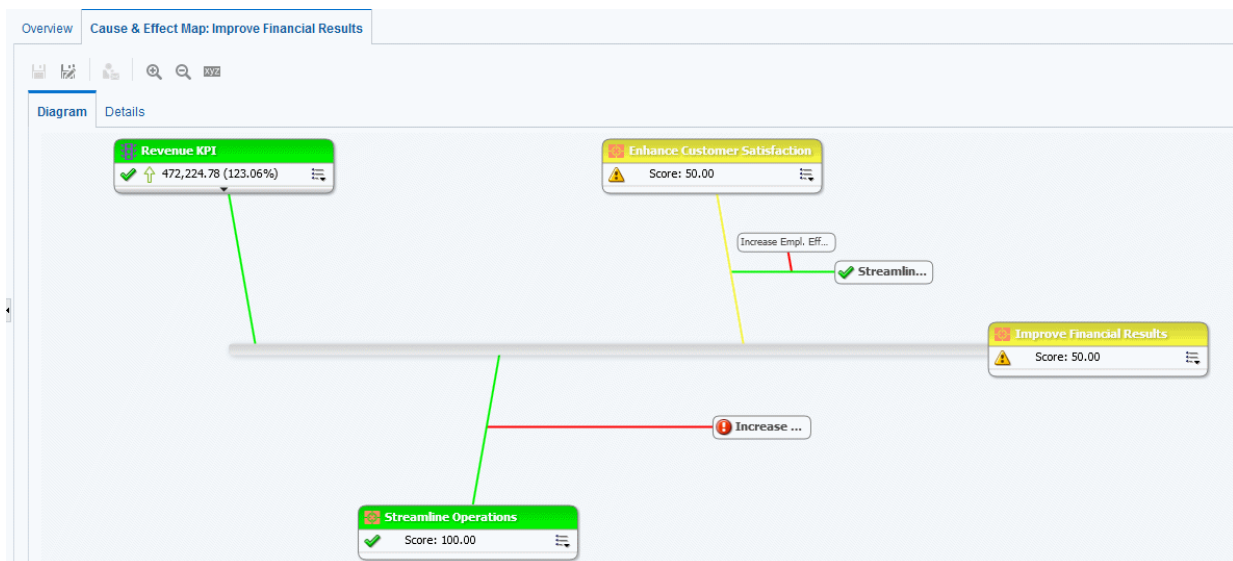 Overview Cause & Effect Map: Improve Financial Results
xyz
Diagram Details
Revenue KPI
472,224.78 (123.06%)
Enhance Customer Satisfaction
Score: 50.00
Increase Empl. Eff...
Streamlin...
Improve Financial Results
Score: 50.00
Increase ...
Streamline Operations
Score: 100.00